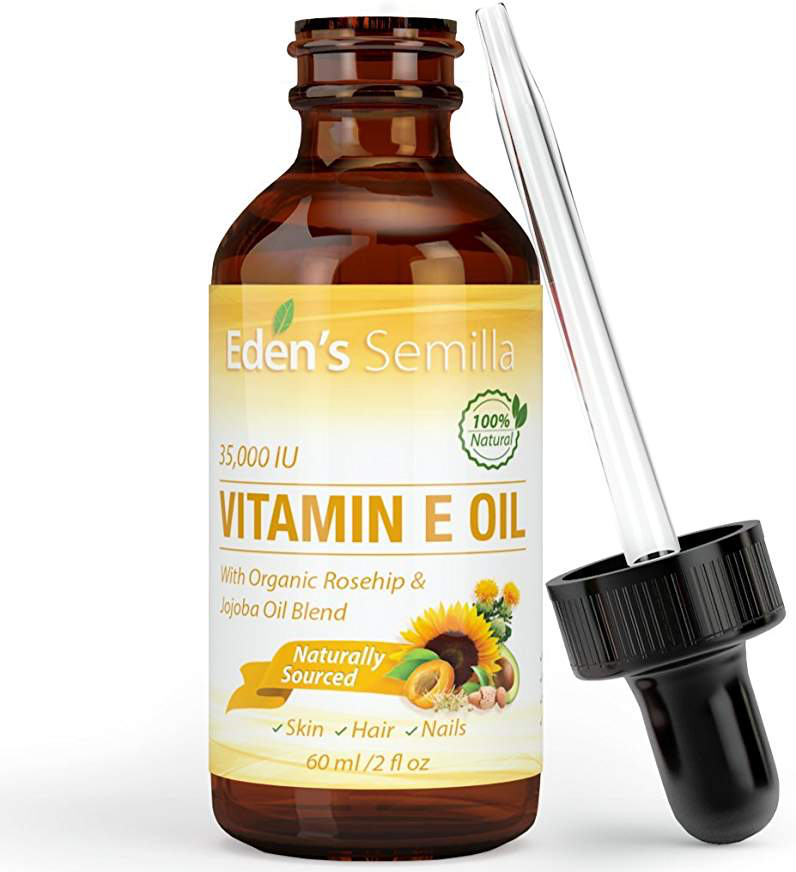 Eden's Semilla
100%
Natural
35,000 IU
VITAMIN E OIL
With Organic Rosehip &
Jojoba Oil Blend
Naturally
Sourced
✓Skin ✓Hair ✓Nails
60 ml/2 fl oz